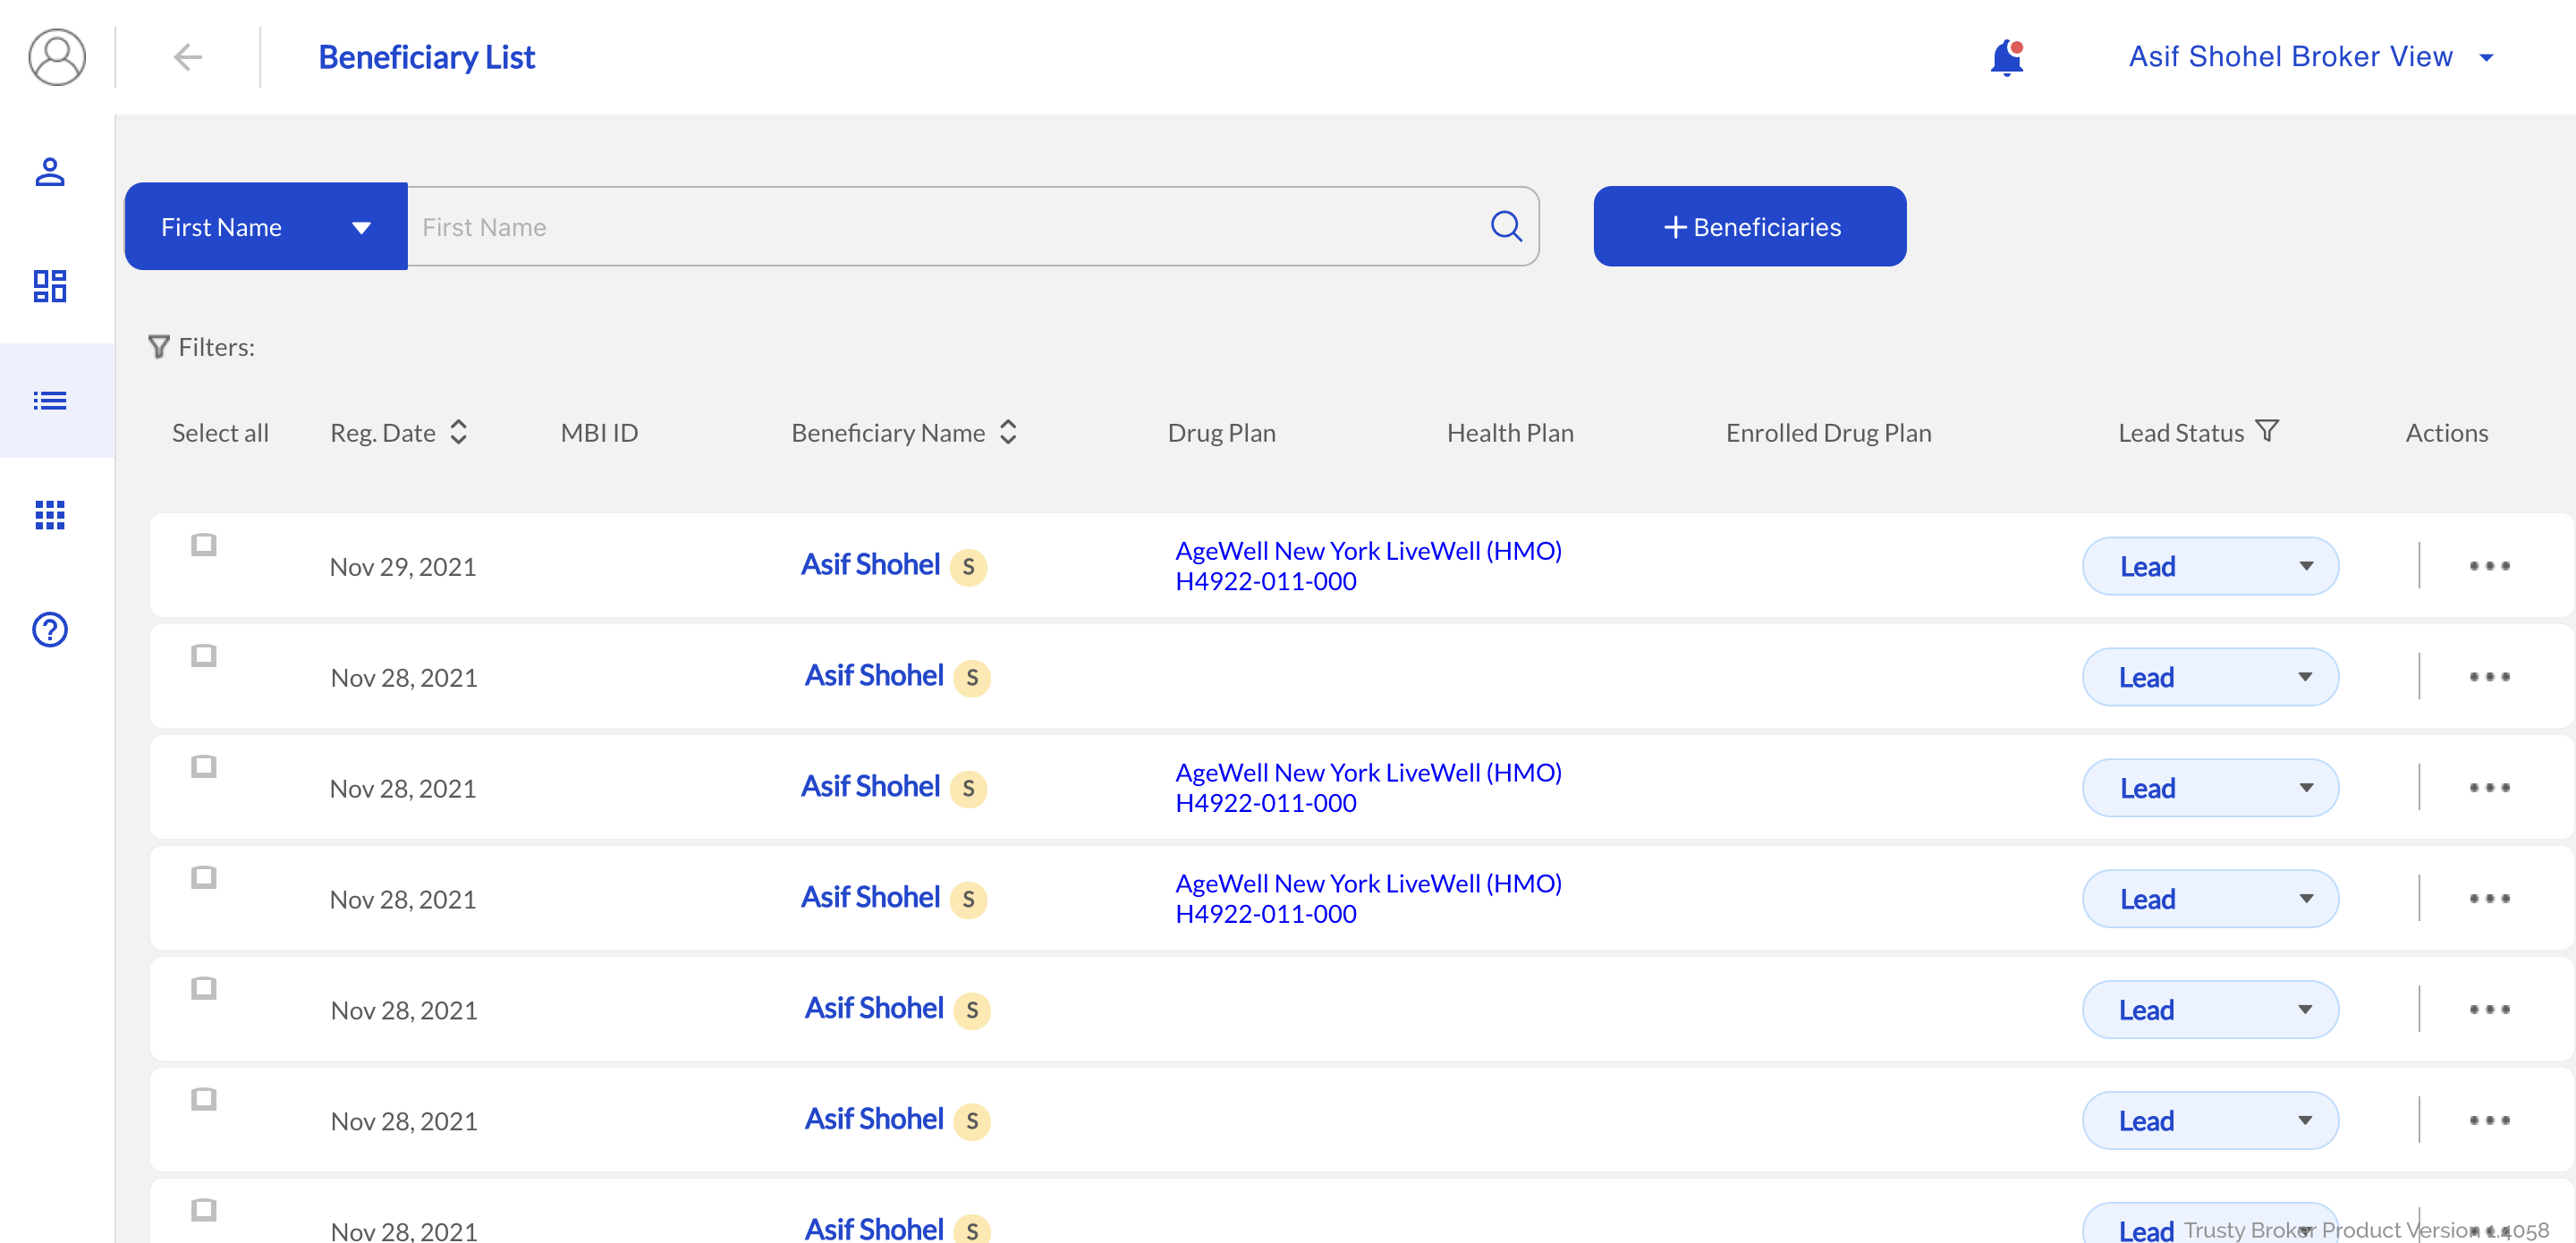 Beneficiary List
Asif Shohel Broker View
First Name
First Name
+ Beneficiaries
Filters:
Select all Reg. Date MBI ID Beneficiary Name Drug Plan Health Plan Enrolled Drug Plan Lead Status Actions
Nov 29, 2021 Asif Shohel S AgeWell New York LiveWell (HMO) Lead
H4922-011-000
Nov 28, 2021 Asif Shohel S Lead
Nov 28, 2021 Asif Shohel S AgeWell New York LiveWell (HMO) Lead
H4922-011-000
Nov 28, 2021 Asif Shohel S AgeWell New York LiveWell (HMO) Lead
H4922-011-000
Nov 28, 2021 Asif Shohel S Lead
Nov 28, 2021 Asif Shohel S Lead
Nov 28, 2021 Asif Shohel S Lead
Trusty Broker Product Version